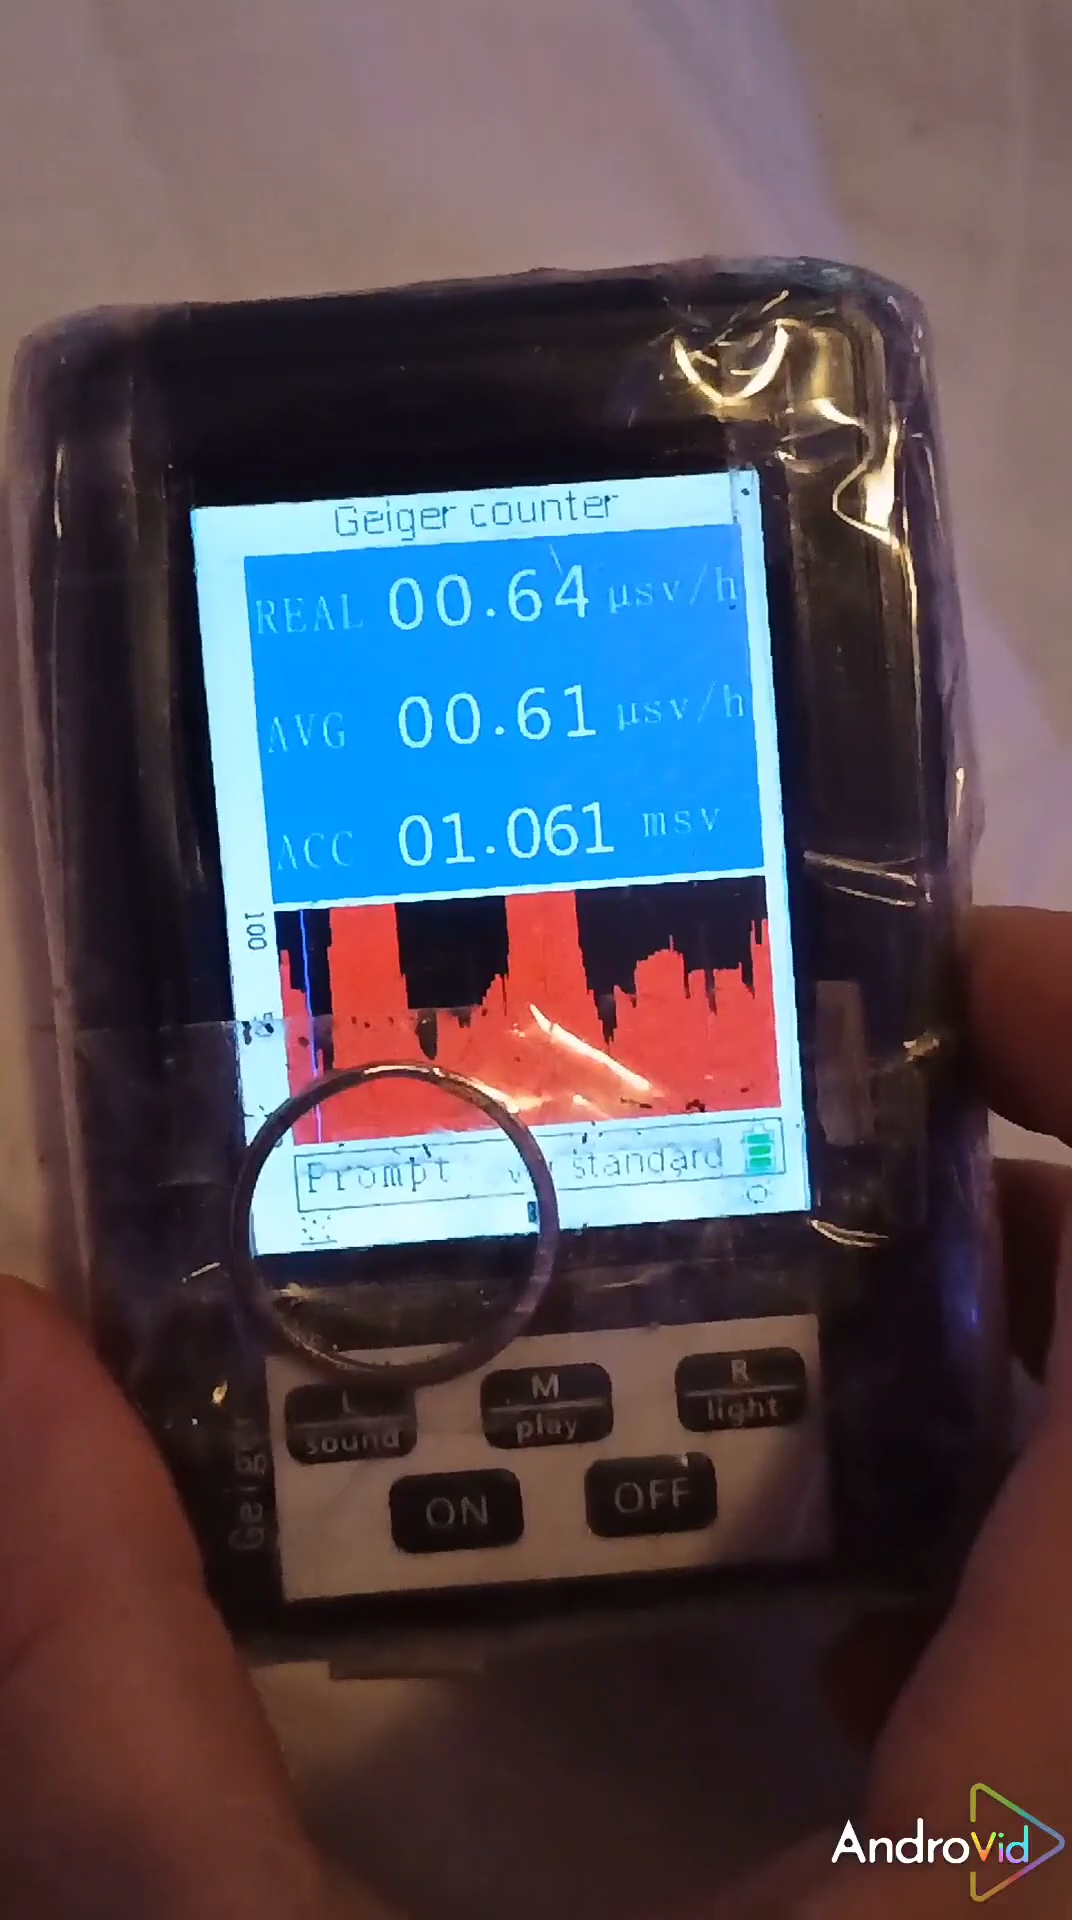 Geiger counter
REAL 00.64 µsv/h
AVG 00.61 µsv/h
ACC 01.061 msv
100
Prompt standard
L M R
sound play light
ON OFF
Geiger
AndroVid